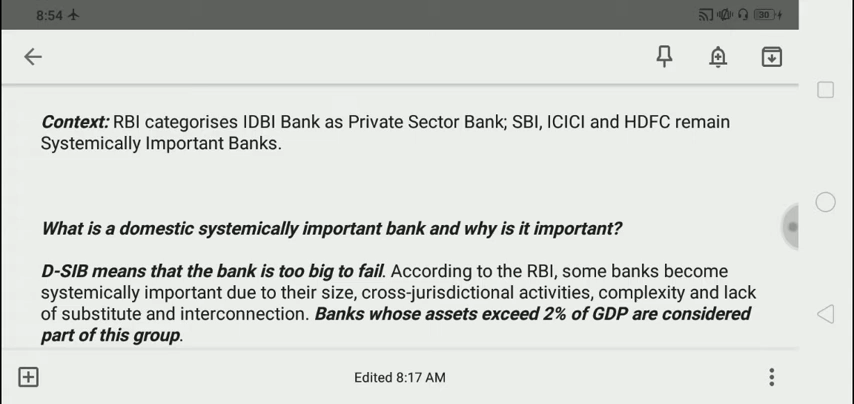 8:54
30
Context: RBI categorises IDBI Bank as Private Sector Bank; SBI, ICICI and HDFC remain
Systemically Important Banks.
What is a domestic systemically important bank and why is it important?
D-SIB means that the bank is too big to fail. According to the RBI, some banks become
systemically important due to their size, cross-jurisdictional activities, complexity and lack
of substitute and interconnection. Banks whose assets exceed 2% of GDP are considered
part of this group.
Edited 8:17 AM